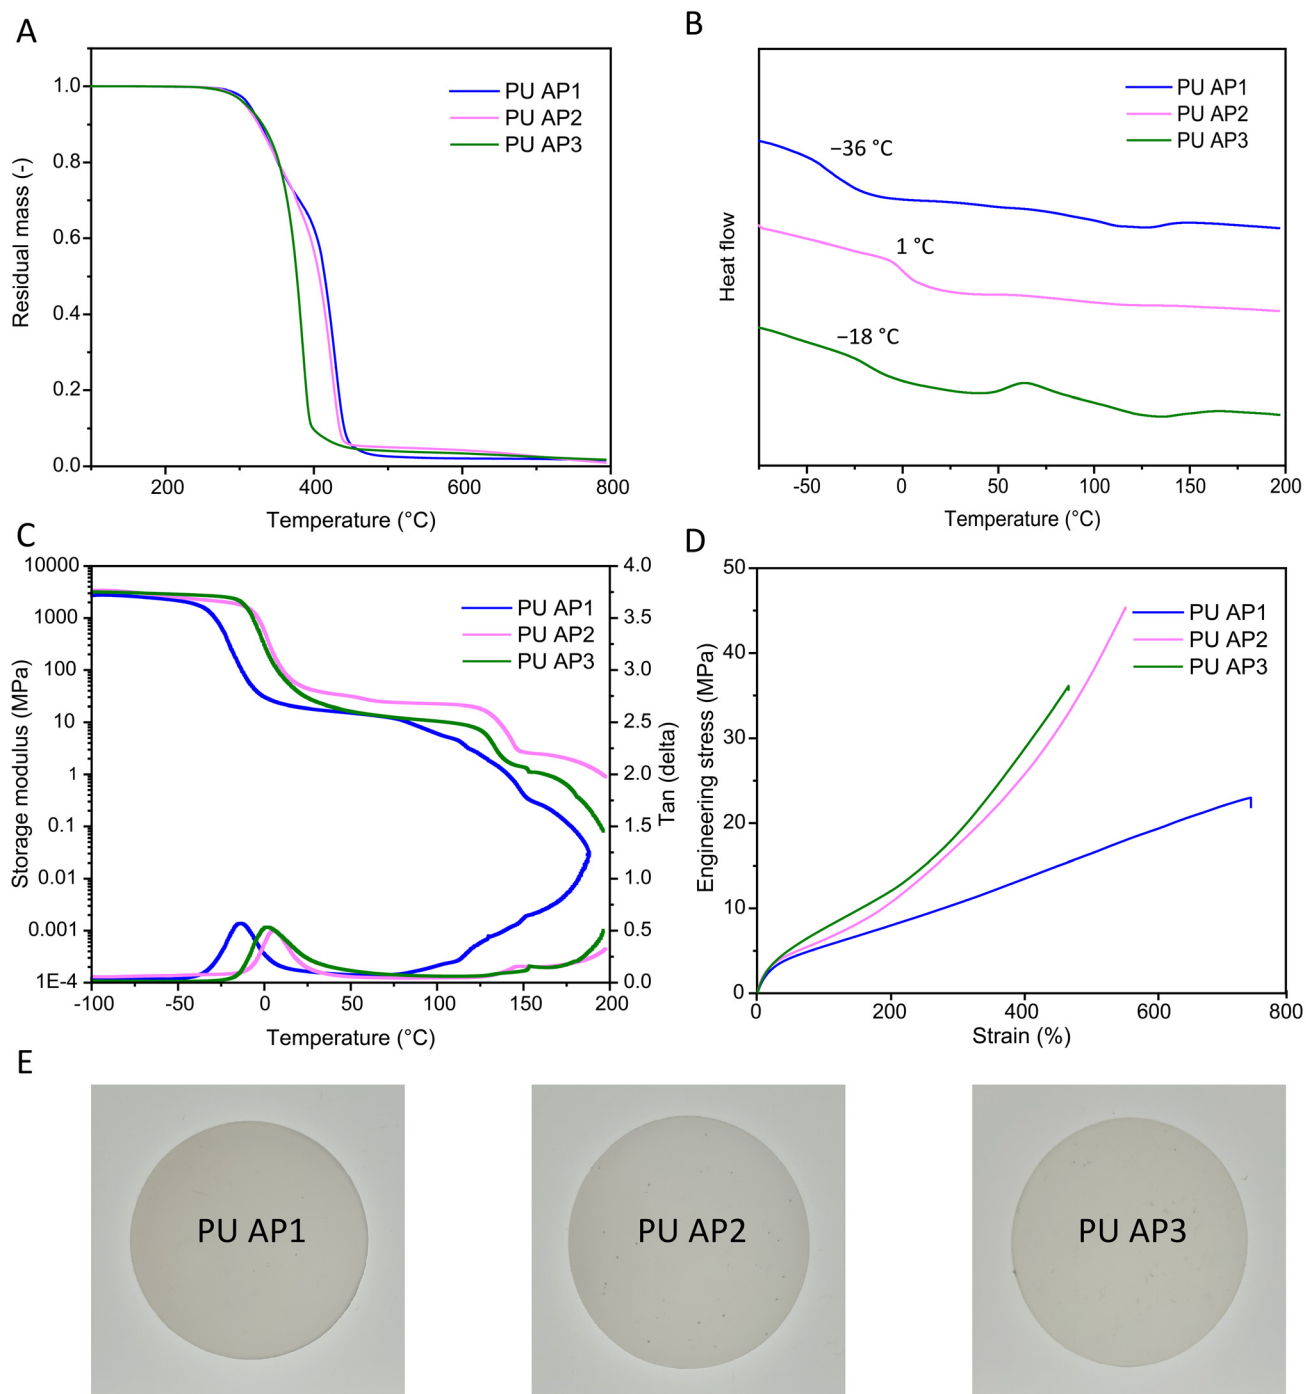 A
1.0
0.8
0.6
0.4
0.2
0.0
Residual mass (-)
PU AP1
PU AP2
PU AP3
200
400
600
800
Temperature (°C)
B
Heat flow
PU AP1
PU AP2
PU AP3
−36 °C
1 °C
−18 °C
-50
0
50
100
150
200
Temperature (°C)
C
10000
1000
100
10
1
0.1
0.01
0.001
1E-4
Storage modulus (MPa)
PU AP1
PU AP2
PU AP3
4.0
3.5
3.0
2.5
2.0
1.5
1.0
0.5
0.0
Tan (delta)
-100
-50
0
50
100
150
200
Temperature (°C)
D
50
40
30
20
10
0
Engineering stress (MPa)
PU AP1
PU AP2
PU AP3
0
200
400
600
800
Strain (%)
E
PU AP1
PU AP2
PU AP3